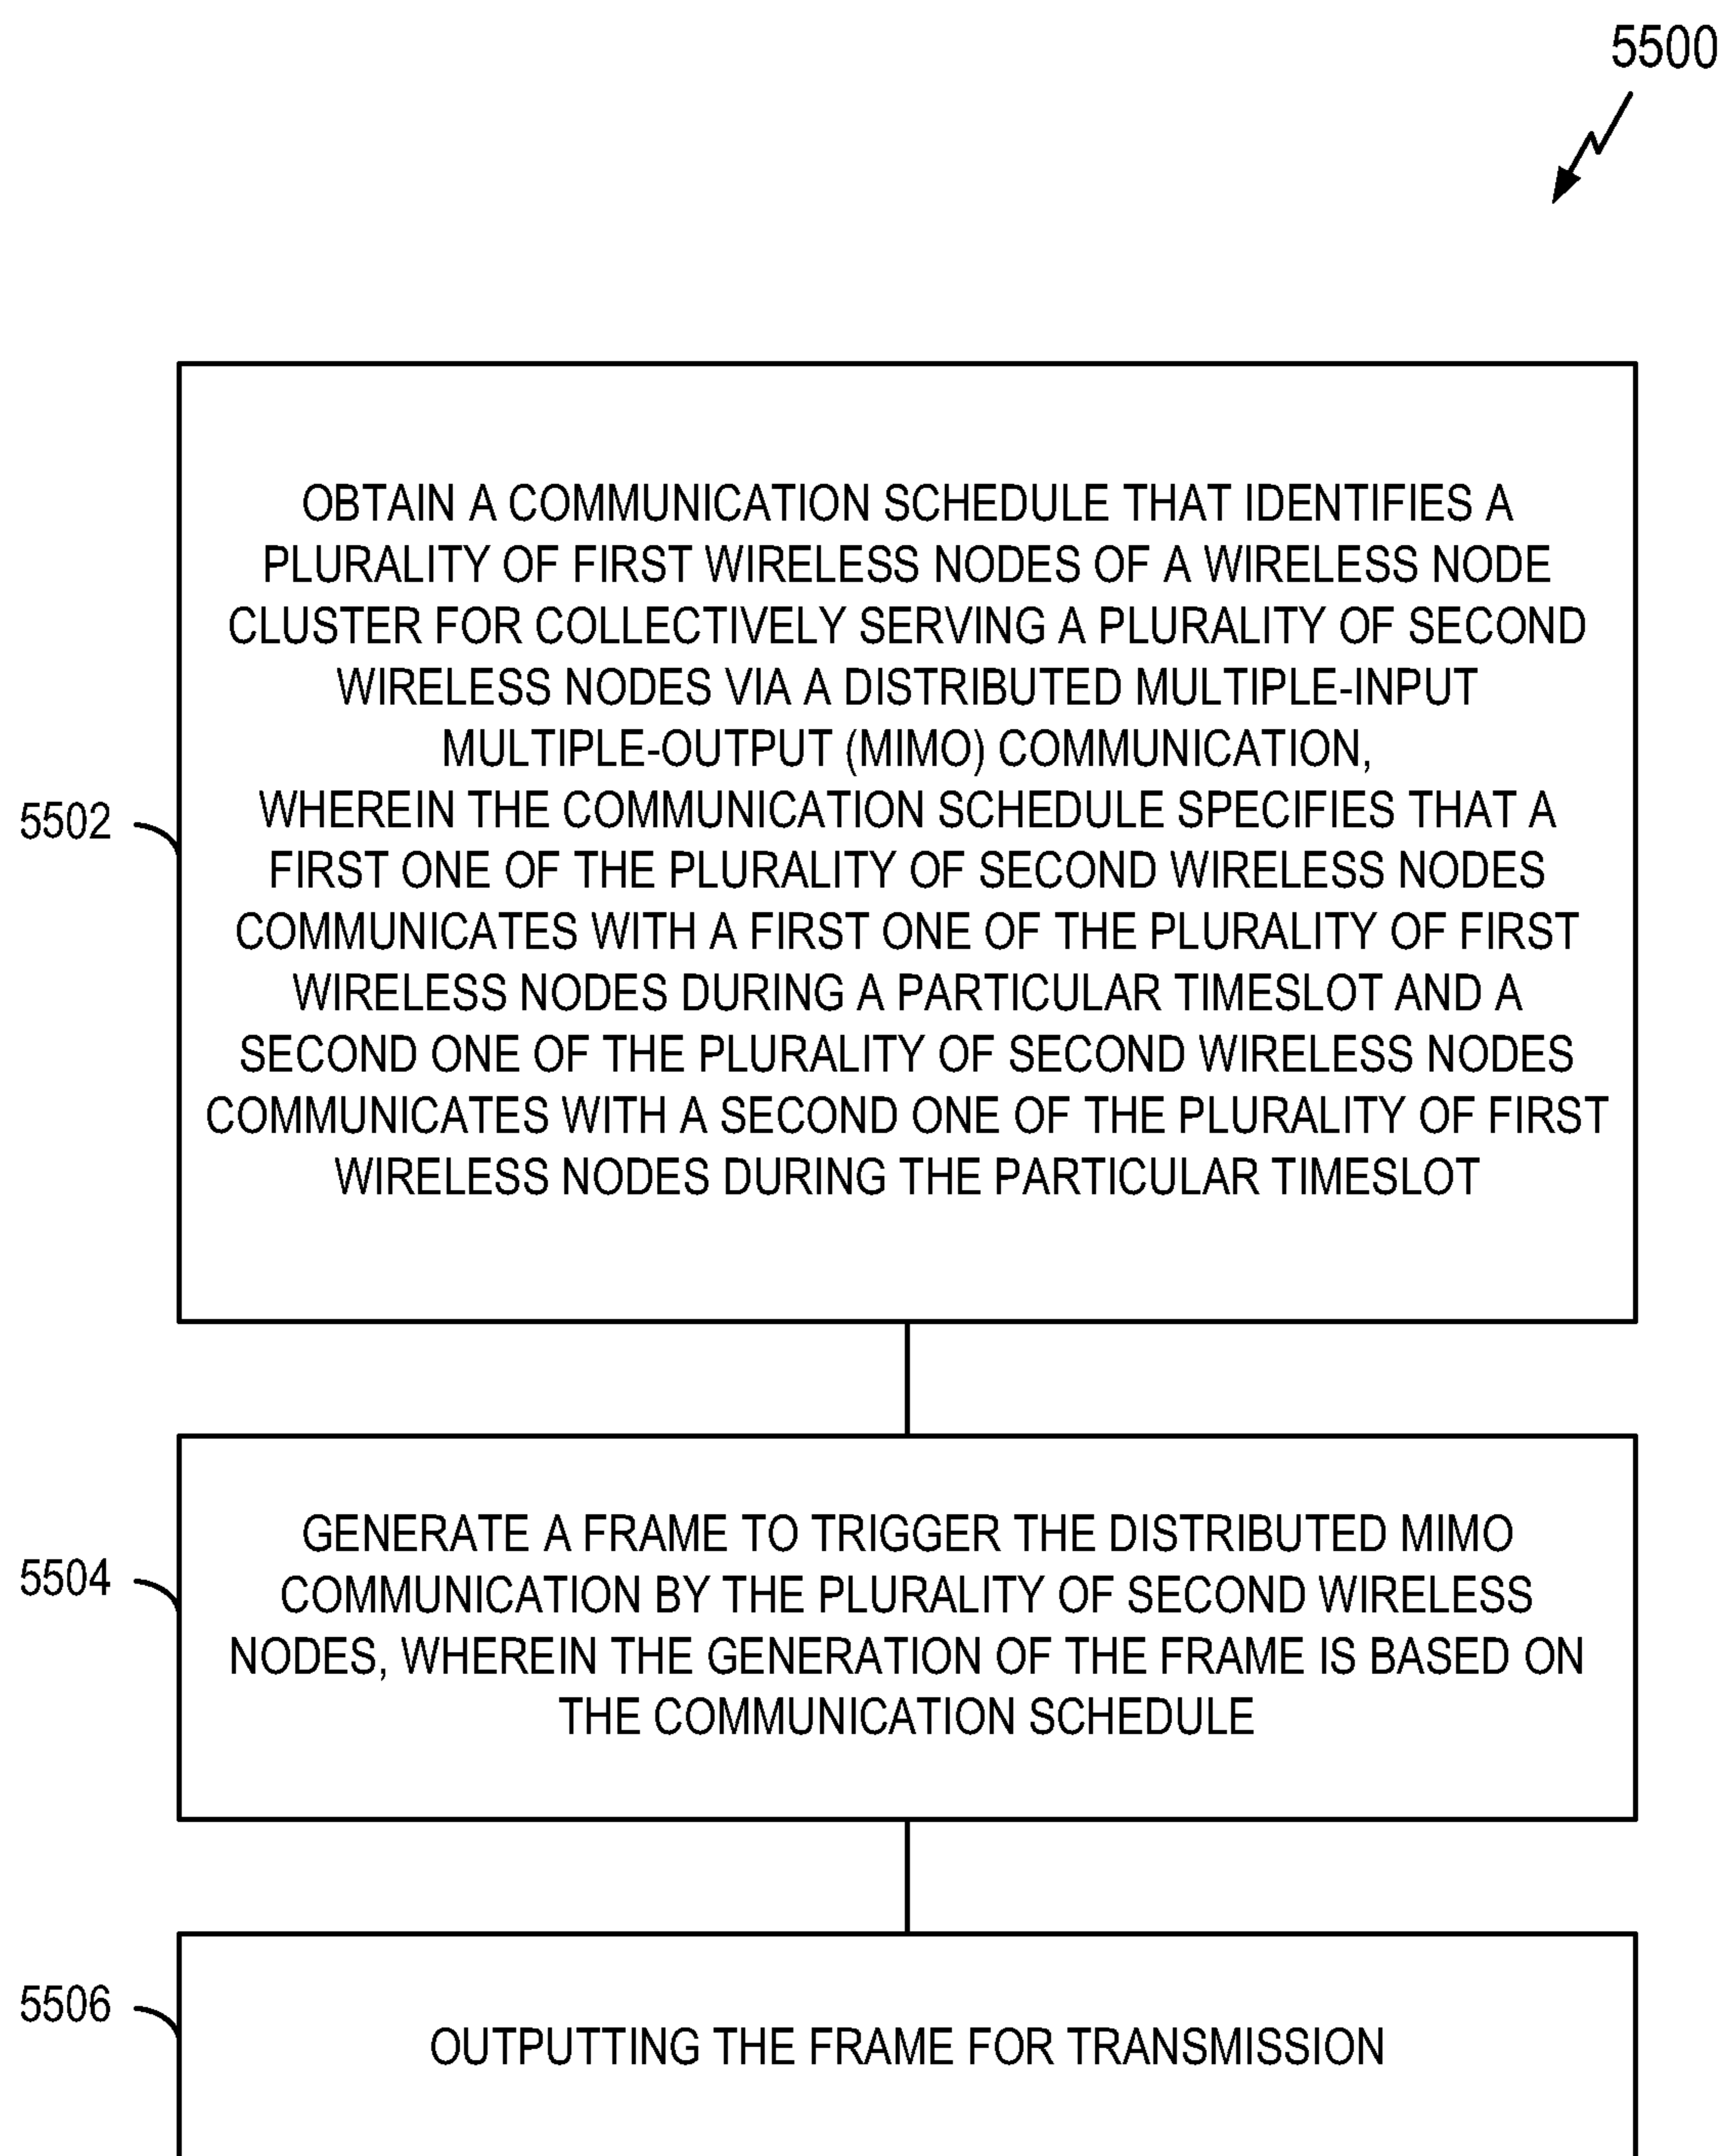 5500
OBTAIN A COMMUNICATION SCHEDULE THAT IDENTIFIES A
PLURALITY OF FIRST WIRELESS NODES OF A WIRELESS NODE
CLUSTER FOR COLLECTIVELY SERVING A PLURALITY OF SECOND
WIRELESS NODES VIA A DISTRIBUTED MULTIPLE-INPUT
MULTIPLE-OUTPUT (MIMO) COMMUNICATION,
WHEREIN THE COMMUNICATION SCHEDULE SPECIFIES THAT A
FIRST ONE OF THE PLURALITY OF SECOND WIRELESS NODES
COMMUNICATES WITH A FIRST ONE OF THE PLURALITY OF FIRST
WIRELESS NODES DURING A PARTICULAR TIMESLOT AND A
SECOND ONE OF THE PLURALITY OF SECOND WIRELESS NODES
COMMUNICATES WITH A SECOND ONE OF THE PLURALITY OF FIRST
WIRELESS NODES DURING THE PARTICULAR TIMESLOT
5502
GENERATE A FRAME TO TRIGGER THE DISTRIBUTED MIMO
COMMUNICATION BY THE PLURALITY OF SECOND WIRELESS
NODES, WHEREIN THE GENERATION OF THE FRAME IS BASED ON
THE COMMUNICATION SCHEDULE
5504
OUTPUTTING THE FRAME FOR TRANSMISSION
5506